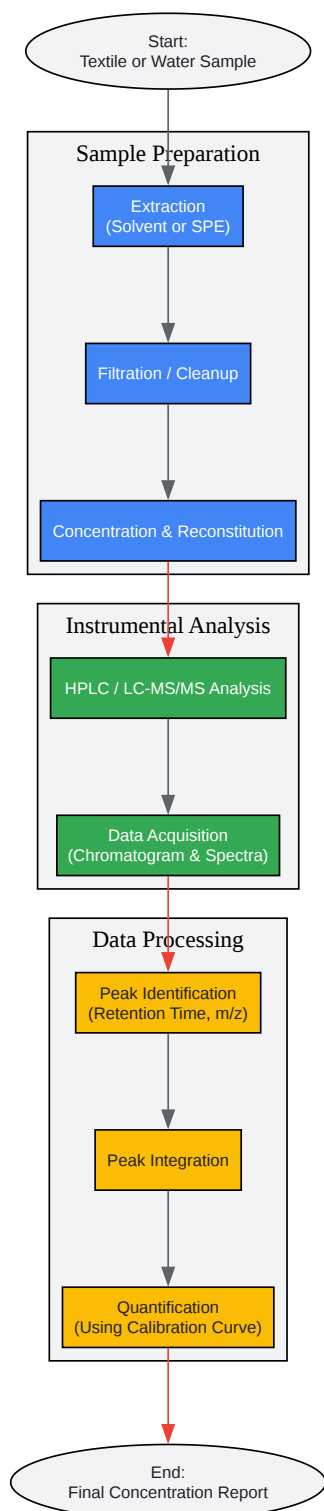 Start:
Textile or Water Sample
Sample Preparation
Extraction
(Solvent or SPE)
Filtration / Cleanup
Concentration & Reconstitution
Instrumental Analysis
HPLC / LC-MS/MS Analysis
Data Acquisition
(Chromatogram & Spectra)
Data Processing
Peak Identification
(Retention Time, m/z)
Peak Integration
Quantification
(Using Calibration Curve)
End:
Final Concentration Report